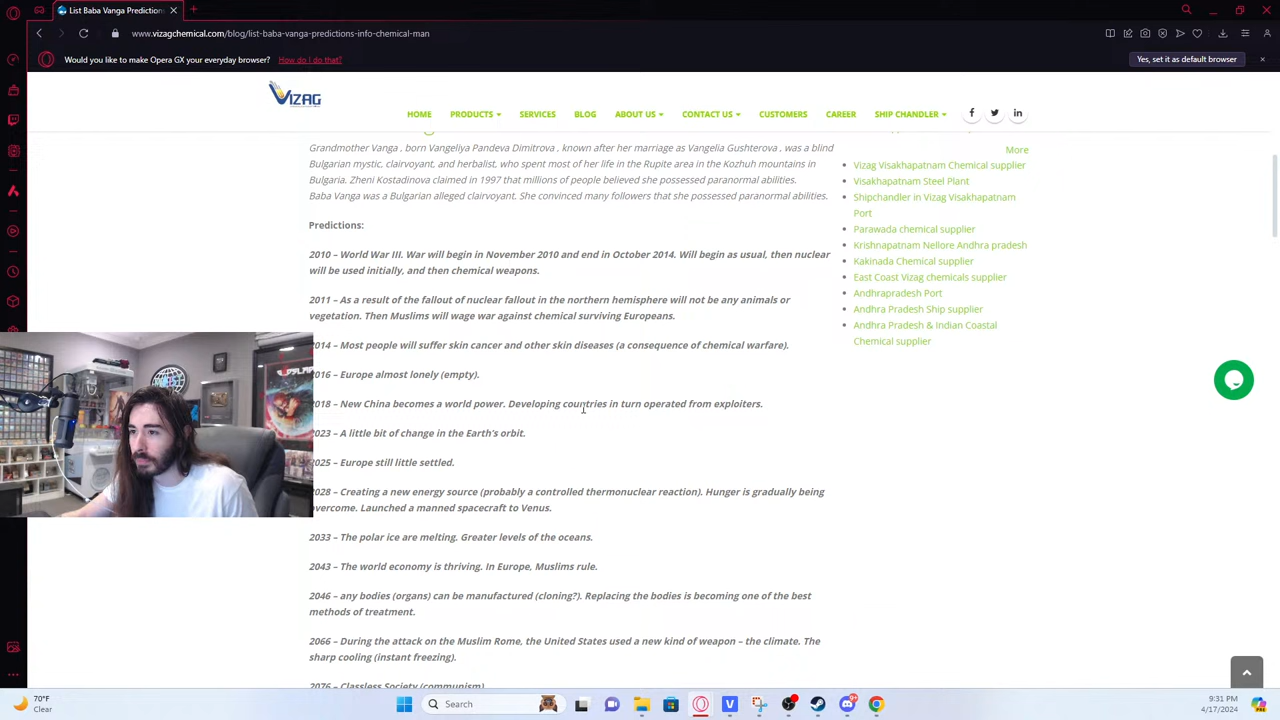 List Baba Vanga Prediction
www.vizagchemical.com/blog/list-baba-vanga-predictions-info-chemical-man
Would you like to make Opera GX your everyday browser? How do I do that?
Yes, set it as default browser
VIZAG
HOME PRODUCTS SERVICES BLOG ABOUT US CONTACT US CUSTOMERS CAREER SHIP CHANDLER
Grandmother Vanga , born Vangeliya Pandeva Dimitrova , known after her marriage as Vangelia Gushterova , was a blind
Bulgarian mystic, clairvoyant, and herbalist, who spent most of her life in the Rupite area in the Kozhuh mountains in
Bulgaria. Zheni Kostadinova claimed in 1997 that millions of people believed she possessed paranormal abilities.
Baba Vanga was a Bulgarian alleged clairvoyant. She convinced many followers that she possessed paranormal abilities.
Predictions:
2010 – World War III. War will begin in November 2010 and end in October 2014. Will begin as usual, then nuclear
will be used initially, and then chemical weapons.
2011 – As a result of the fallout of nuclear fallout in the northern hemisphere will not be any animals or
vegetation. Then Muslims will wage war against chemical surviving Europeans.
2014 – Most people will suffer skin cancer and other skin diseases (a consequence of chemical warfare).
2016 – Europe almost lonely (empty).
2018 – New China becomes a world power. Developing countries in turn operated from exploiters.
2023 – A little bit of change in the Earth's orbit.
2025 – Europe still little settled.
2028 – Creating a new energy source (probably a controlled thermonuclear reaction). Hunger is gradually being
overcome. Launched a manned spacecraft to Venus.
2033 – The polar ice are melting. Greater levels of the oceans.
2043 – The world economy is thriving. In Europe, Muslims rule.
2046 – any bodies (organs) can be manufactured (cloning?). Replacing the bodies is becoming one of the best
methods of treatment.
2066 – During the attack on the Muslim Rome, the United States used a new kind of weapon – the climate. The
sharp cooling (instant freezing).
2076 – Classless Society (communism)
More
Vizag Visakhapatnam Chemical supplier
Visakhapatnam Steel Plant
Shipchandler in Vizag Visakhapatnam
Port
Parawada chemical supplier
Krishnapatnam Nellore Andhra pradesh
Kakinada Chemical supplier
East Coast Vizag chemicals supplier
Andhrapradesh Port
Andhra Pradesh Ship supplier
Andhra Pradesh & Indian Coastal
Chemical supplier
70°F
Clear
Search
9:31 PM
4/17/2024